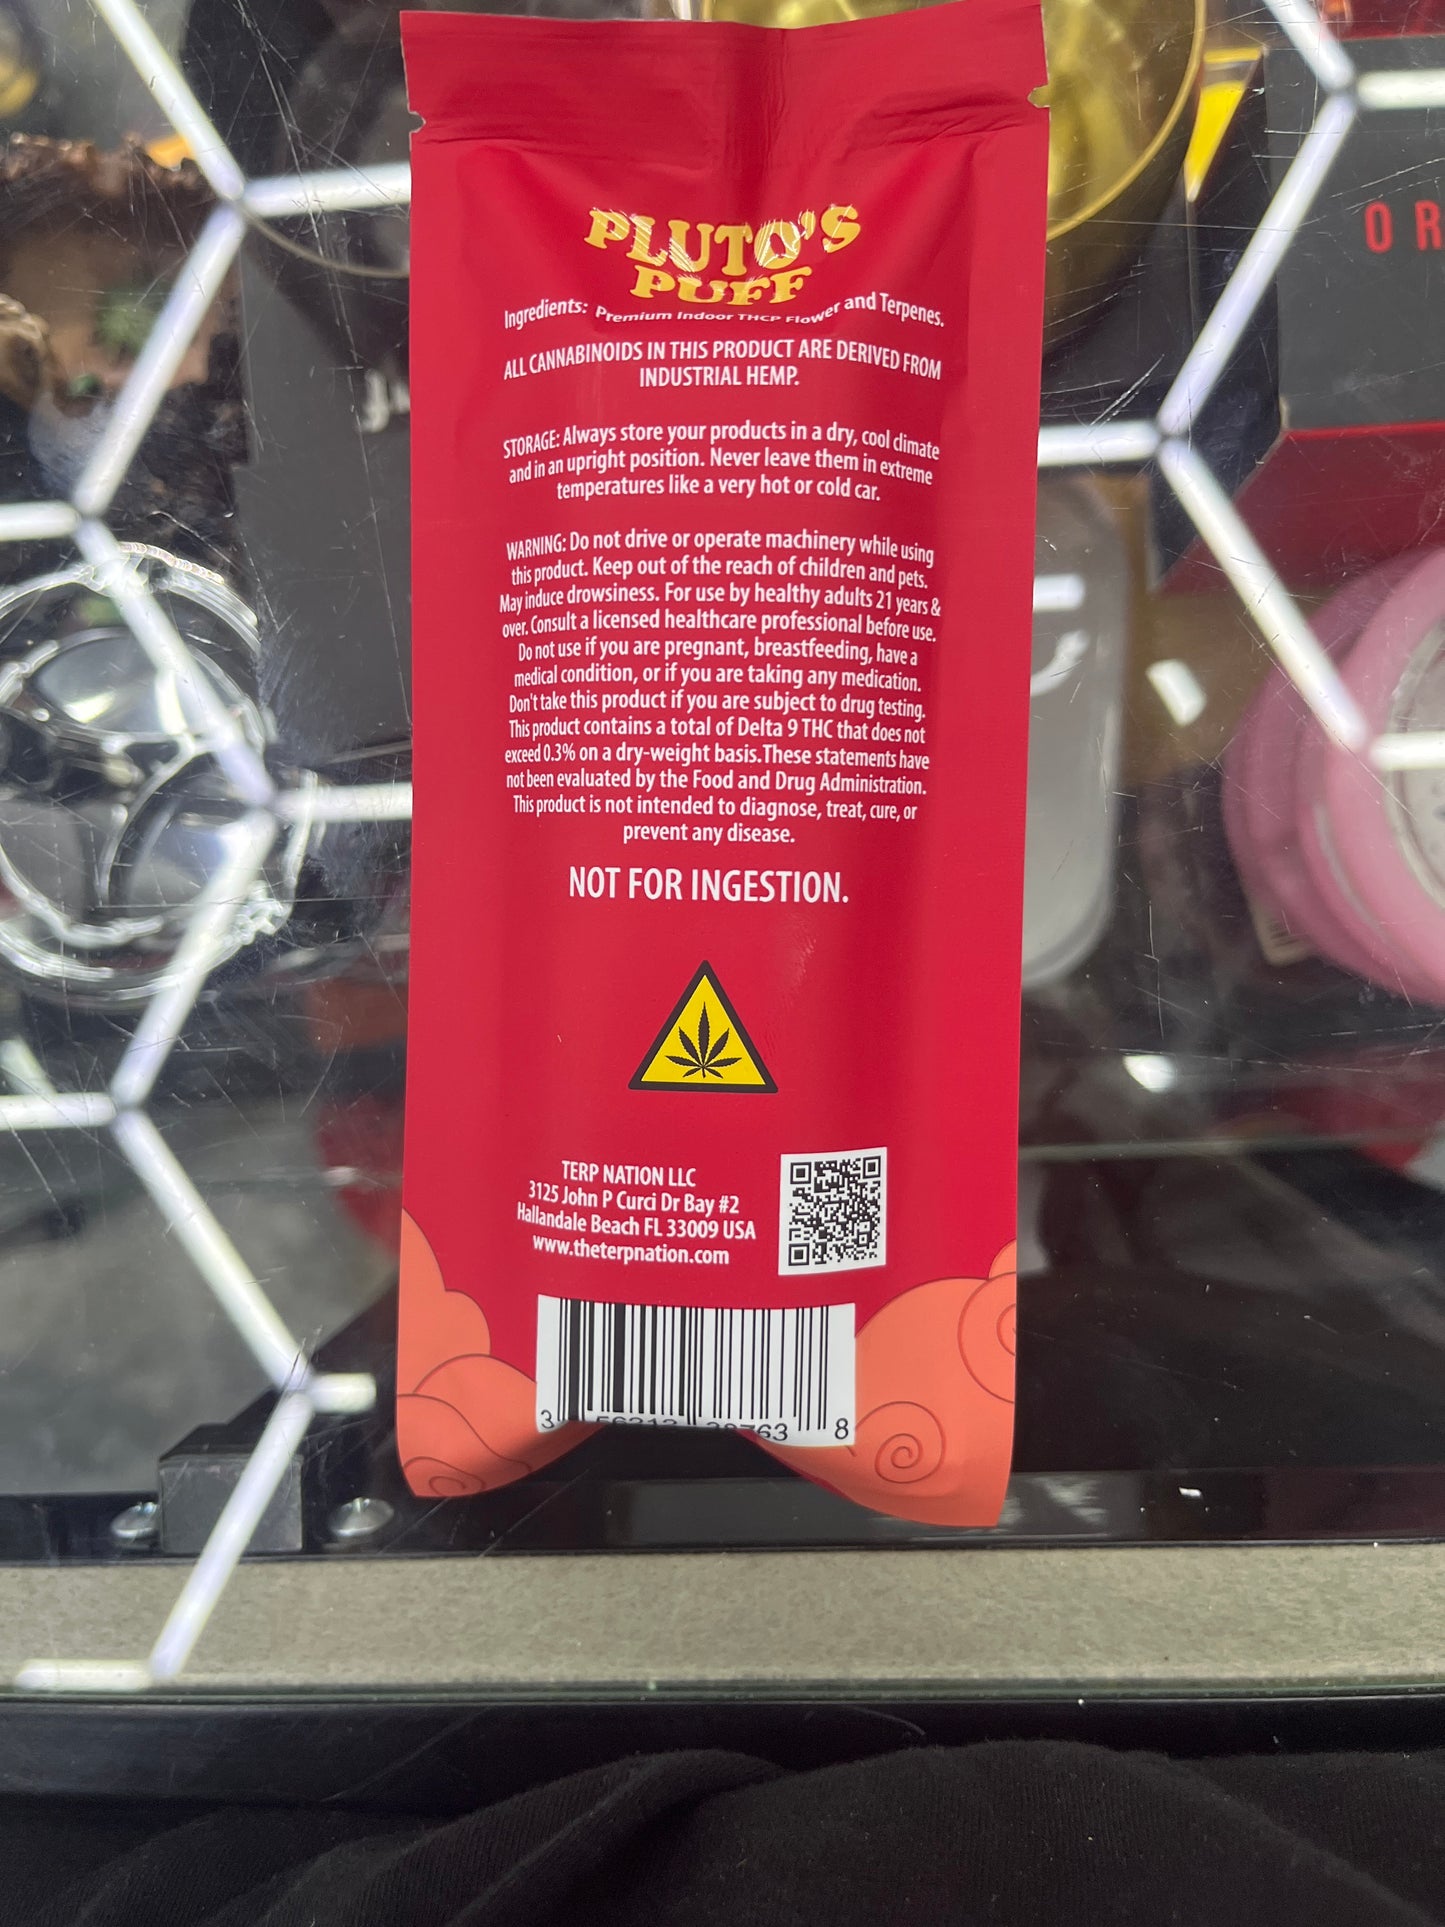 PLUTO'S
PUFF
Ingredients: Premium Indoor THCP Flower and Terpenes.
ALL CANNABINOIDS IN THIS PRODUCT ARE DERIVED FROM
INDUSTRIAL HEMP.
STORAGE: Always store your products in a dry, cool climate
and in an upright position. Never leave them in extreme
temperatures like a very hot or cold car.
WARNING: Do not drive or operate machinery while using
this product. Keep out of the reach of children and pets.
May induce drowsiness. For use by healthy adults 21 years &
over. Consult a licensed healthcare professional before use.
Do not use if you are pregnant, breastfeeding, have a
medical condition, or if you are taking any medication.
Don't take this product if you are subject to drug testing.
This product contains a total of Delta 9 THC that does not
exceed 0.3% on a dry-weight basis.These statements have
not been evaluated by the Food and Drug Administration.
This product is not intended to diagnose, treat, cure, or
prevent any disease.
NOT FOR INGESTION.
TERP NATION LLC
3125 John P Curci Dr Bay #2
Hallandale Beach FL 33009 USA
www.theterpnation.com
3 8
OR